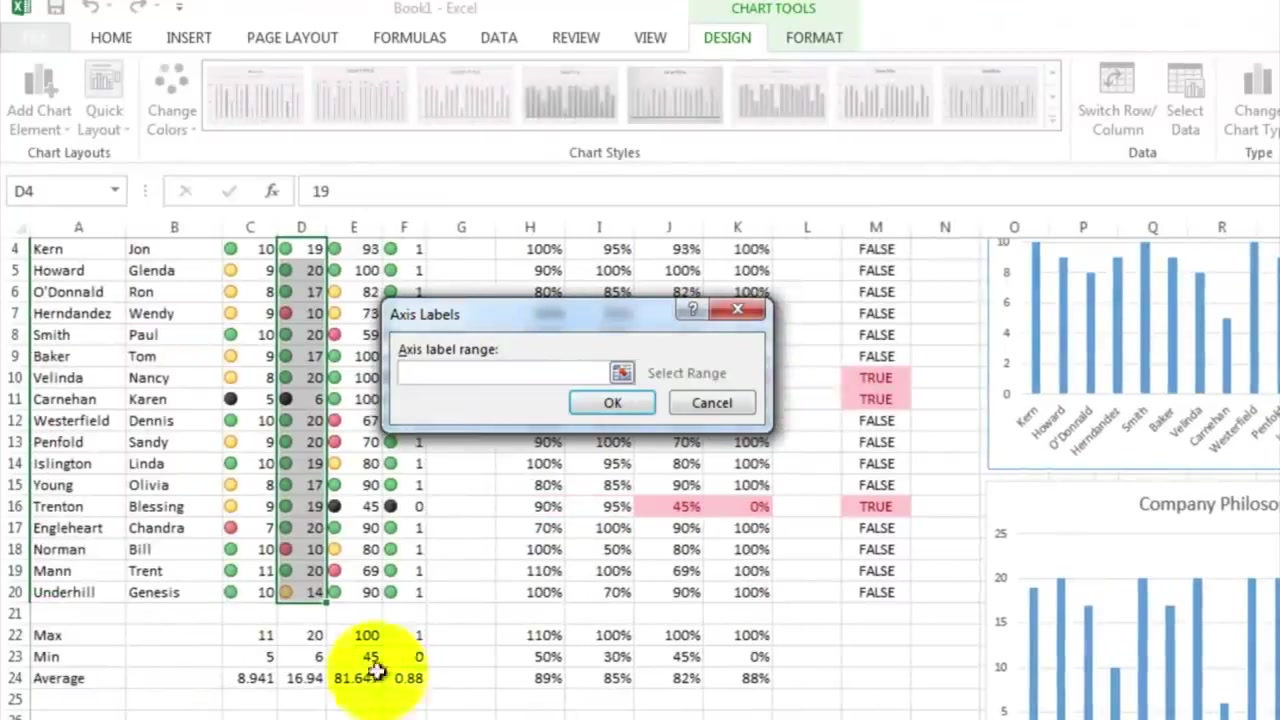 Book1 - Excel
CHART TOOLS
HOME INSERT PAGE LAYOUT FORMULAS DATA REVIEW VIEW DESIGN FORMAT
Add Chart Quick Change Switch Row/ Select Change
Element Layout Colors Column Data Chart Typ
Chart Layouts Chart Styles Data Type
D4 fx 19
A B C D E F G H I J K L M N O P Q R
4 Kern Jon 10 19 93 1 100% 95% 93% 100% FALSE
5 Howard Glenda 9 20 100 1 90% 100% 100% 100% FALSE
6 O'Donnald Ron 8 17 82 1 80% 85% 82% 100% FALSE
7 Herndandez Wendy 9 10 73 FALSE
8 Smith Paul 10 20 59 FALSE
9 Baker Tom 9 17 100 FALSE
10 Velinda Nancy 8 20 100 TRUE
11 Carnehan Karen 5 6 100 TRUE
12 Westerfield Dennis 10 20 67 FALSE
13 Penfold Sandy 9 20 70 1 90% 100% 70% 100% FALSE
14 Islington Linda 10 19 80 1 100% 95% 80% 100% FALSE
15 Young Olivia 8 17 90 1 80% 85% 90% 100% FALSE
16 Trenton Blessing 9 19 45 0 90% 95% 45% 0% TRUE
17 Engleheart Chandra 7 20 90 1 70% 100% 90% 100% FALSE
18 Norman Bill 10 10 80 1 100% 50% 80% 100% FALSE
19 Mann Trent 11 20 69 1 110% 100% 69% 100% FALSE
20 Underhill Genesis 10 14 90 1 100% 70% 90% 100% FALSE
21
22 Max 11 20 100 1 110% 100% 100% 100%
23 Min 5 6 45 0 50% 30% 45% 0%
24 Average 8.941 16.94 81.64 0.88 89% 85% 82% 88%
25
Axis Labels
Axis label range:
Select Range
OK Cancel
10
8
6
4
2
0
Kern Howard O'Donnald Herndandez Smith Baker Velinda Carnehan Westerfield Penfo
Company Philoso
25
20
15
10
5